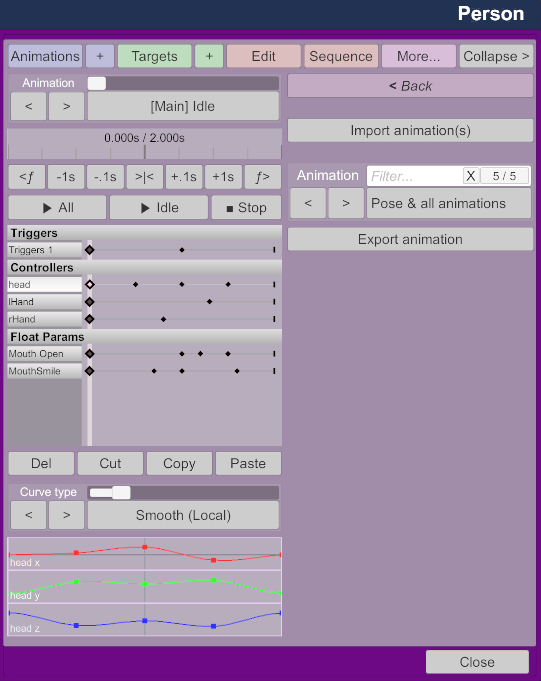 Person
Animations + Targets + Edit Sequence More... Collapse >
Animation
< > [Main] Idle
0.000s / 2.000s
<ƒ -1s -.1s >|< +.1s +1s ƒ>
▶ All ▶ Idle ■ Stop
Triggers
Triggers 1
Controllers
head
lHand
rHand
Float Params
Mouth Open
MouthSmile
Del Cut Copy Paste
Curve type
< > Smooth (Local)
head x
head y
head z
< Back
Import animation(s)
Animation Filter... X 5 / 5
< > Pose & all animations
Export animation
Close